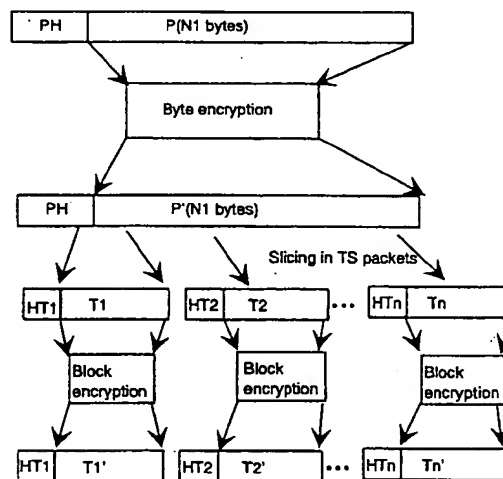 PH P(N1 bytes)
Byte encryption
PH P'(N1 bytes)
Slicing in TS packets
HT1 T1 HT2 T2 ••• HTn Tn
Block encryption Block encryption Block encryption
HT1 T1' HT2 T2' ••• HTn Tn'